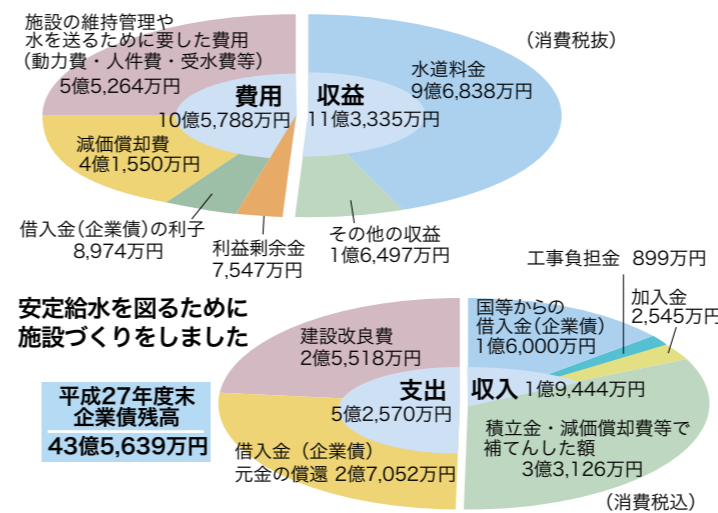 施設の維持管理や
水を送るために要した費用
（動力費・人件費・受水費等）
5億5,264万円
（消費税抜）
水道料金
9億6,838万円
費用
10億5,788万円
収益
11億3,335万円
減価償却費
4億1,550万円
借入金（企業債）の利子
8,974万円
利益剰余金
7,547万円
その他の収益
1億6,497万円
安定給水を図るために
施設づくりをしました
平成27年度末
企業債残高
43億5,639万円
工事負担金 899万円
加入金
2,545万円
国等からの
借入金（企業債）
1億6,000万円
建設改良費
2億5,518万円
支出
5億2,570万円
収入 1億9,444万円
借入金（企業債）
元金の償還 2億7,052万円
積立金・減価償却費等で
補てんした額
3億3,126万円
（消費税込）